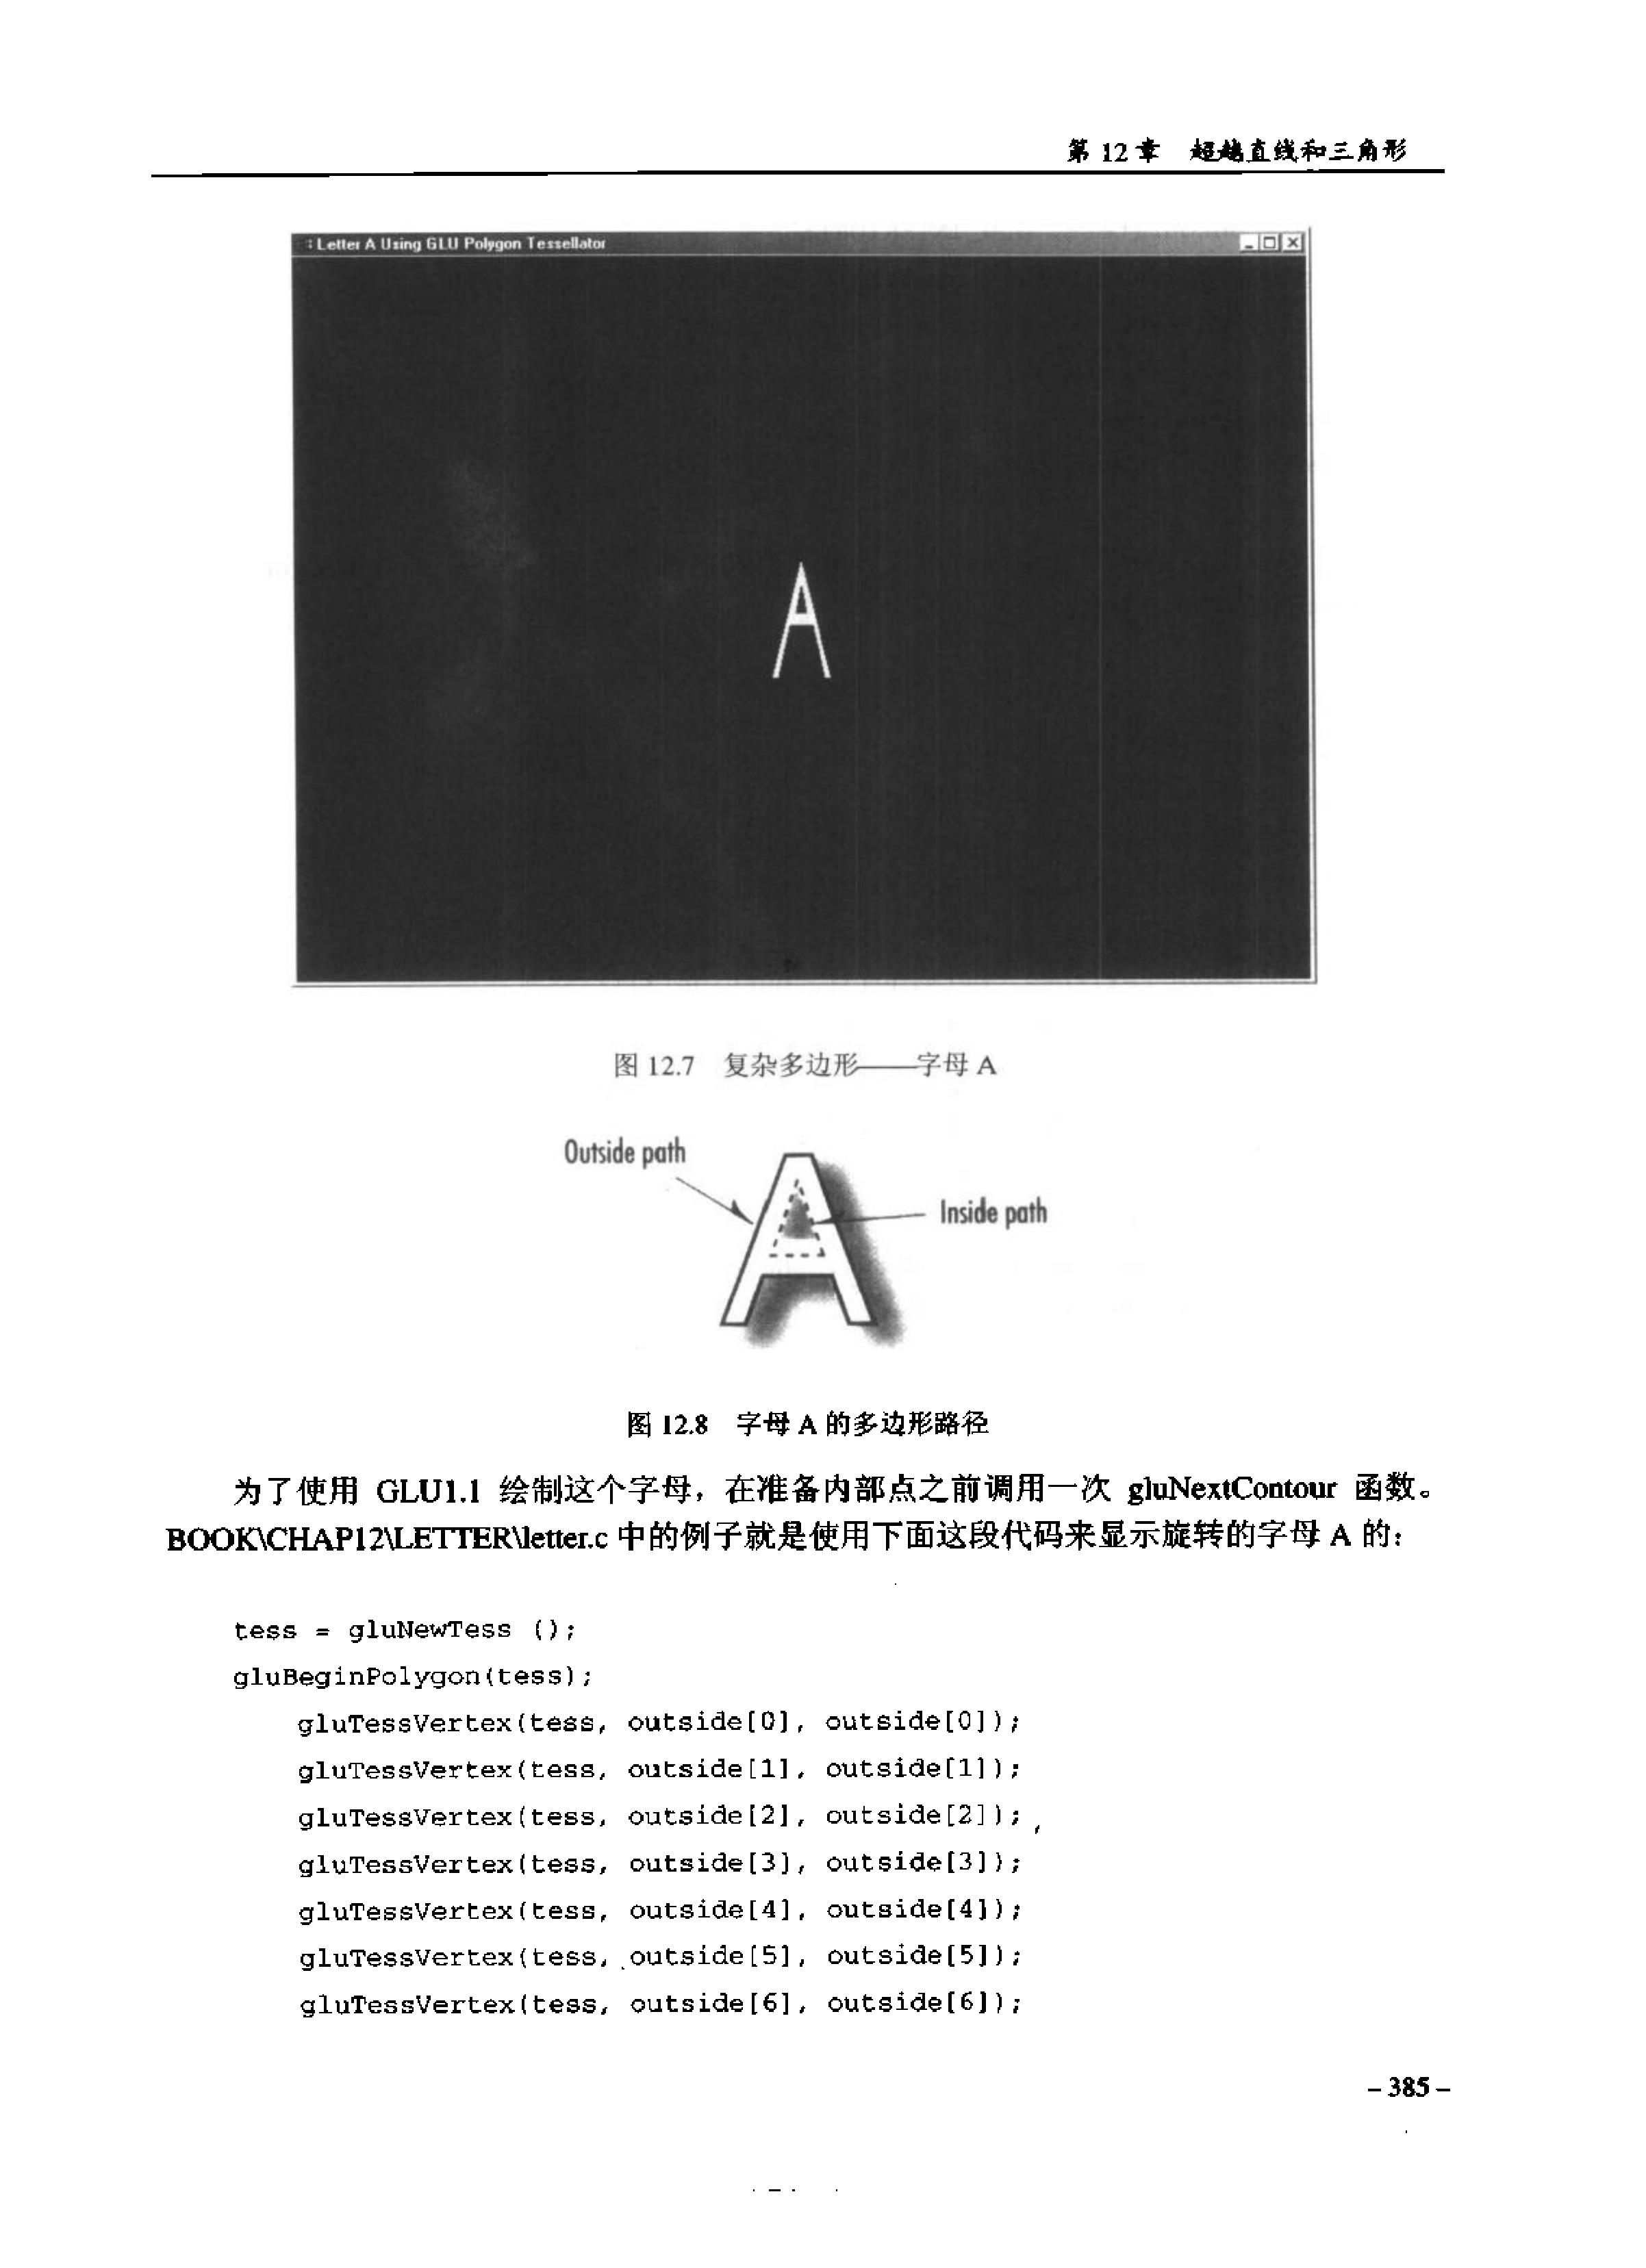 第 12 章 超越直线和三角形
Letter A Using GLU Polygon Tessellator
图 12.7 复杂多边形——字母 A
Outside path
Inside path
图 12.8 字母 A 的多边形路径
为了使用 GLU1.1 绘制这个字母，在准备内部点之前调用一次 gluNextContour 函数。
BOOK\CHAP12\LETTER\letter.c 中的例子就是使用下面这段代码来显示旋转的字母 A 的：
tess = gluNewTess ();
gluBeginPolygon(tess);
gluTessVertex(tess, outside[0], outside[0]);
gluTessVertex(tess, outside[1], outside[1]);
gluTessVertex(tess, outside[2], outside[2]);
gluTessVertex(tess, outside[3], outside[3]);
gluTessVertex(tess, outside[4], outside[4]);
gluTessVertex(tess, outside[5], outside[5]);
gluTessVertex(tess, outside[6], outside[6]);
– 385 –